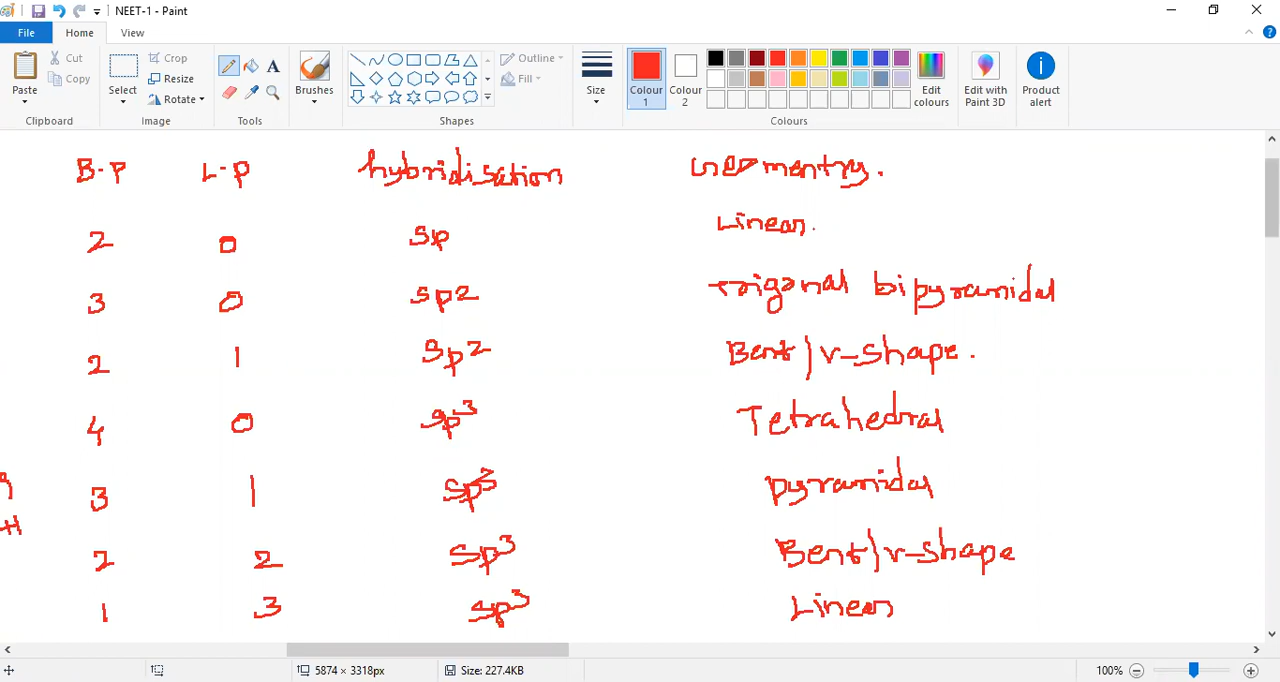 NEET-1 - Paint
File Home View
Paste Cut Copy Select Crop Resize Rotate Brushes Outline Fill Size Colour 1 Colour 2 Edit colours Edit with Paint 3D Product alert
Clipboard Image Tools Shapes Colours
B-P L-P hybridisation Geomentry.
2 0 sp Linear.
3 0 sp2 trigonal bipyramidal
2 1 sp2 Bent/v-shape.
4 0 sp3 Tetrahedral
3 1 sp3 pyramidal
H
2 2 sp3 Bent/v-shape
1 3 sp3 Linear
5874 × 3318px Size: 227.4KB 100%